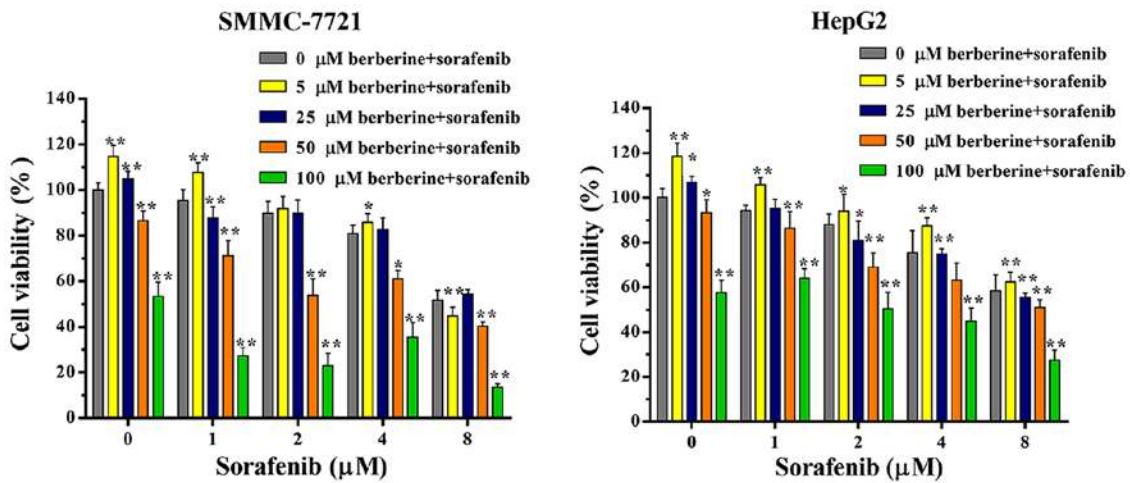 SMMC-7721
0 μM berberine+sorafenib
5 μM berberine+sorafenib
25 μM berberine+sorafenib
50 μM berberine+sorafenib
100 μM berberine+sorafenib
Cell viability (%)
140
120
100
80
60
40
20
0
** ** **
**
** ** **
**
**
**
*
*
**
**
**
**
0 1 2 4 8
Sorafenib (μM)
HepG2
0 μM berberine+sorafenib
5 μM berberine+sorafenib
25 μM berberine+sorafenib
50 μM berberine+sorafenib
100 μM berberine+sorafenib
Cell viability (%)
140
120
100
80
60
40
20
0
** * *
**
** **
**
* *
**
**
** **
**
** ** **
**
0 1 2 4 8
Sorafenib (μM)